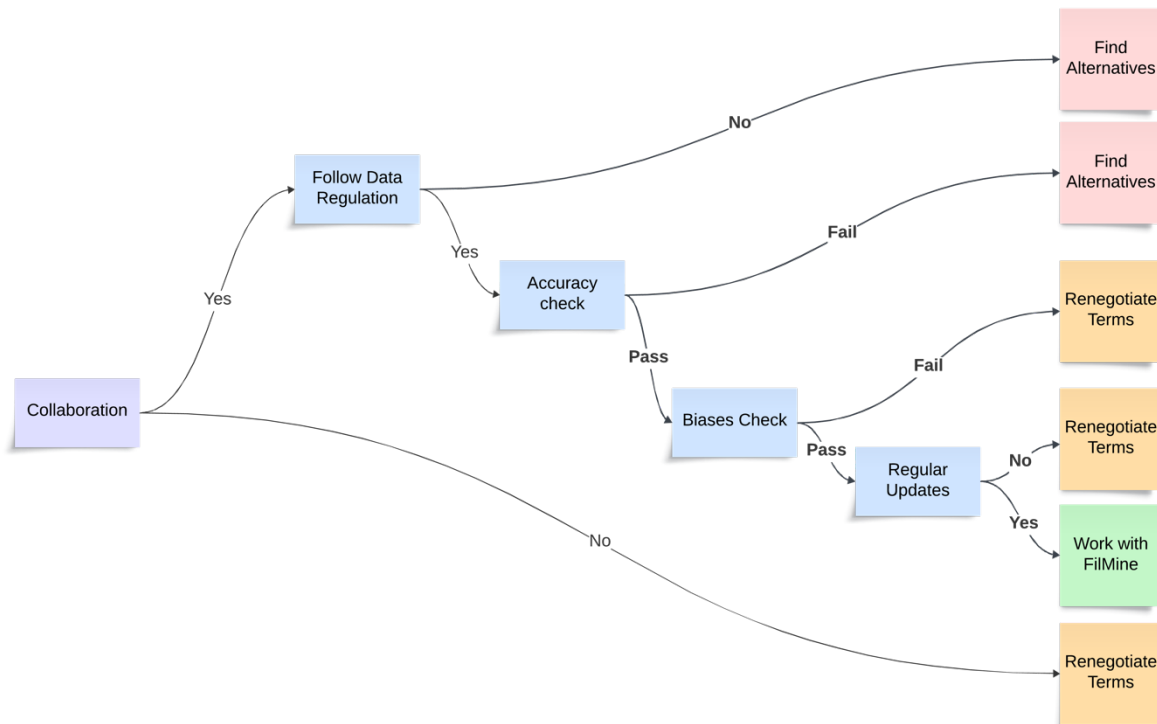 Find
Alternatives
No
Find
Alternatives
Follow Data
Regulation
Fail
Yes
Accuracy
check
Renegotiate
Terms
Yes
Pass
Fail
Collaboration
Biases Check
Renegotiate
Terms
Pass
No
Regular
Updates
Yes
No
Work with
FilMine
Renegotiate
Terms